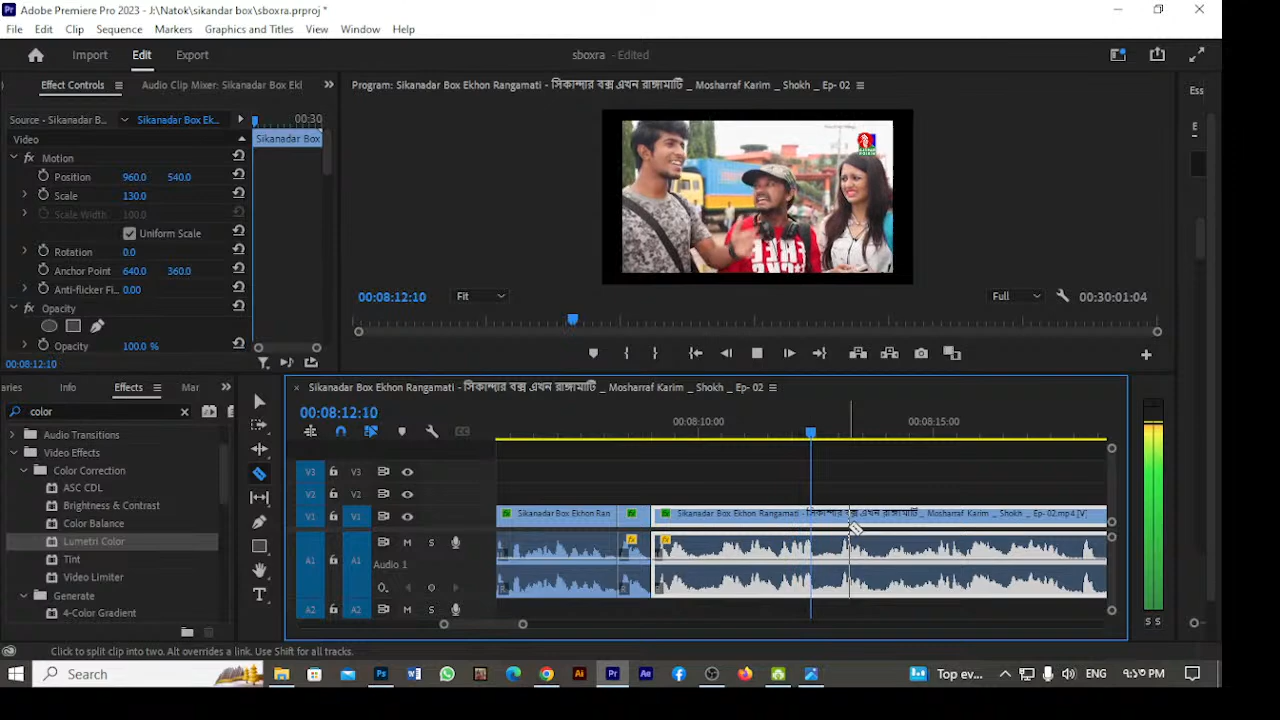 Adobe Premiere Pro 2023 - J:\Natok\sikandar box\sboxra.prproj *
File Edit Clip Sequence Markers Graphics and Titles View Window Help
Import Edit Export
sboxra - Edited
Effect Controls
Audio Clip Mixer: Sikanadar Box Ekl
Program: Sikanadar Box Ekhon Rangamati - সিকান্দার বক্স এখন রাঙ্গামাটি _ Mosharraf Karim _ Shokh _ Ep- 02
Ess
Source - Sikanadar B... Sikanadar Box Ek...
00:30
Video
Sikanadar Box
E
Motion
Position 960.0 540.0
Scale 130.0
Scale Width 100.0
Uniform Scale
Rotation 0.0
Anchor Point 640.0 360.0
Anti-flicker Fi... 0.00
Opacity
Opacity 100.0 %
00:08:12:10
00:08:12:10 Fit Full 00:30:01:04
aries Info Effects Mar
color
Audio Transitions
Video Effects
Color Correction
ASC CDL
Brightness & Contrast
Color Balance
Lumetri Color
Tint
Video Limiter
Generate
4-Color Gradient
Sikanadar Box Ekhon Rangamati - সিকান্দার বক্স এখন রাঙ্গামাটি _ Mosharraf Karim _ Shokh _ Ep- 02
00:08:12:10
00:08:10:00 00:08:15:00
V3 V3
V2 V2
V1 V1
Sikanadar Box Ekhon Ran
Sikanadar Box Ekhon Rangamati - সিকান্দার বক্স এখন রাঙ্গামাটি _ Mosharraf Karim _ Shokh _ Ep- 02.mp4 [V]
A1 A1 M S
Audio 1
A2 A2 M S
S S
Click to split clip into two. Alt overrides a link. Use Shift for all tracks.
Search
Top ev...
ENG
৯:১৩ PM